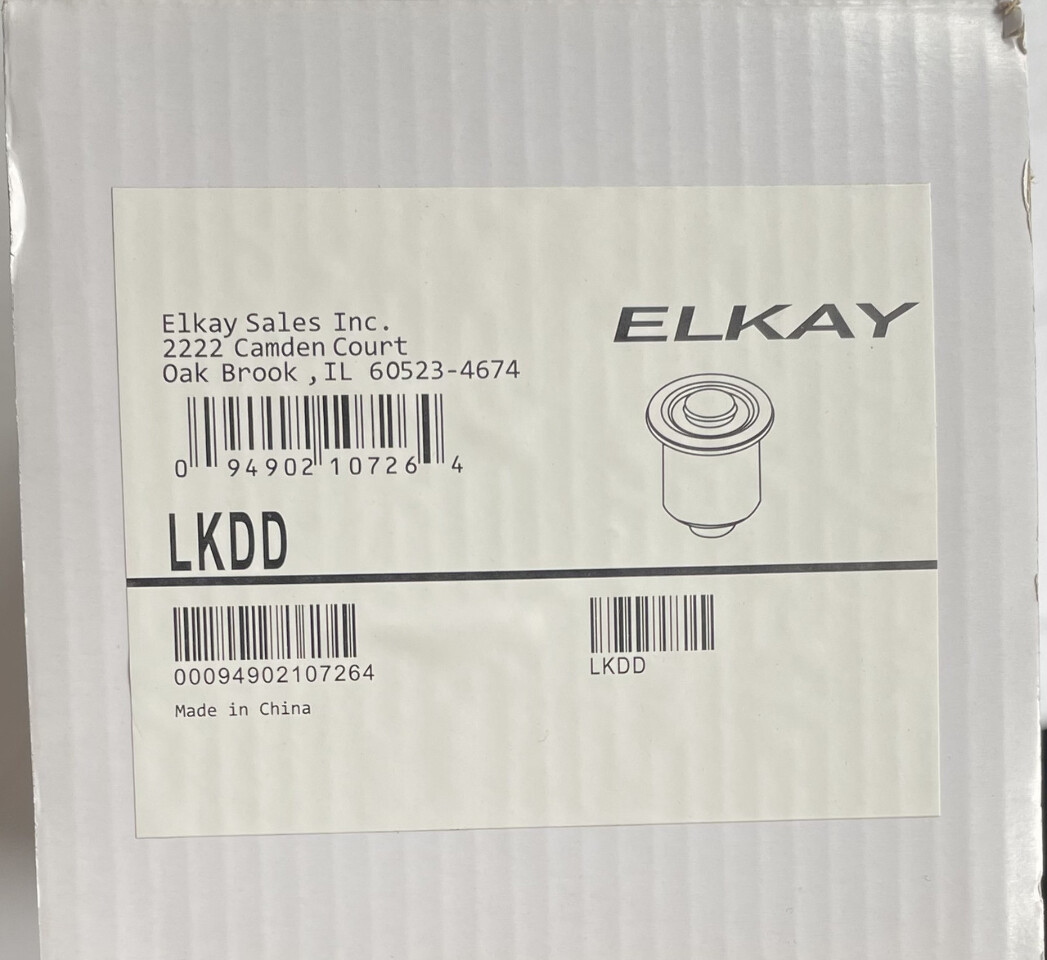 Elkay Sales Inc.
2222 Camden Court
Oak Brook ,IL 60523-4674
ELKAY
0 94902 10726 4
LKDD
00094902107264
LKDD
Made in China